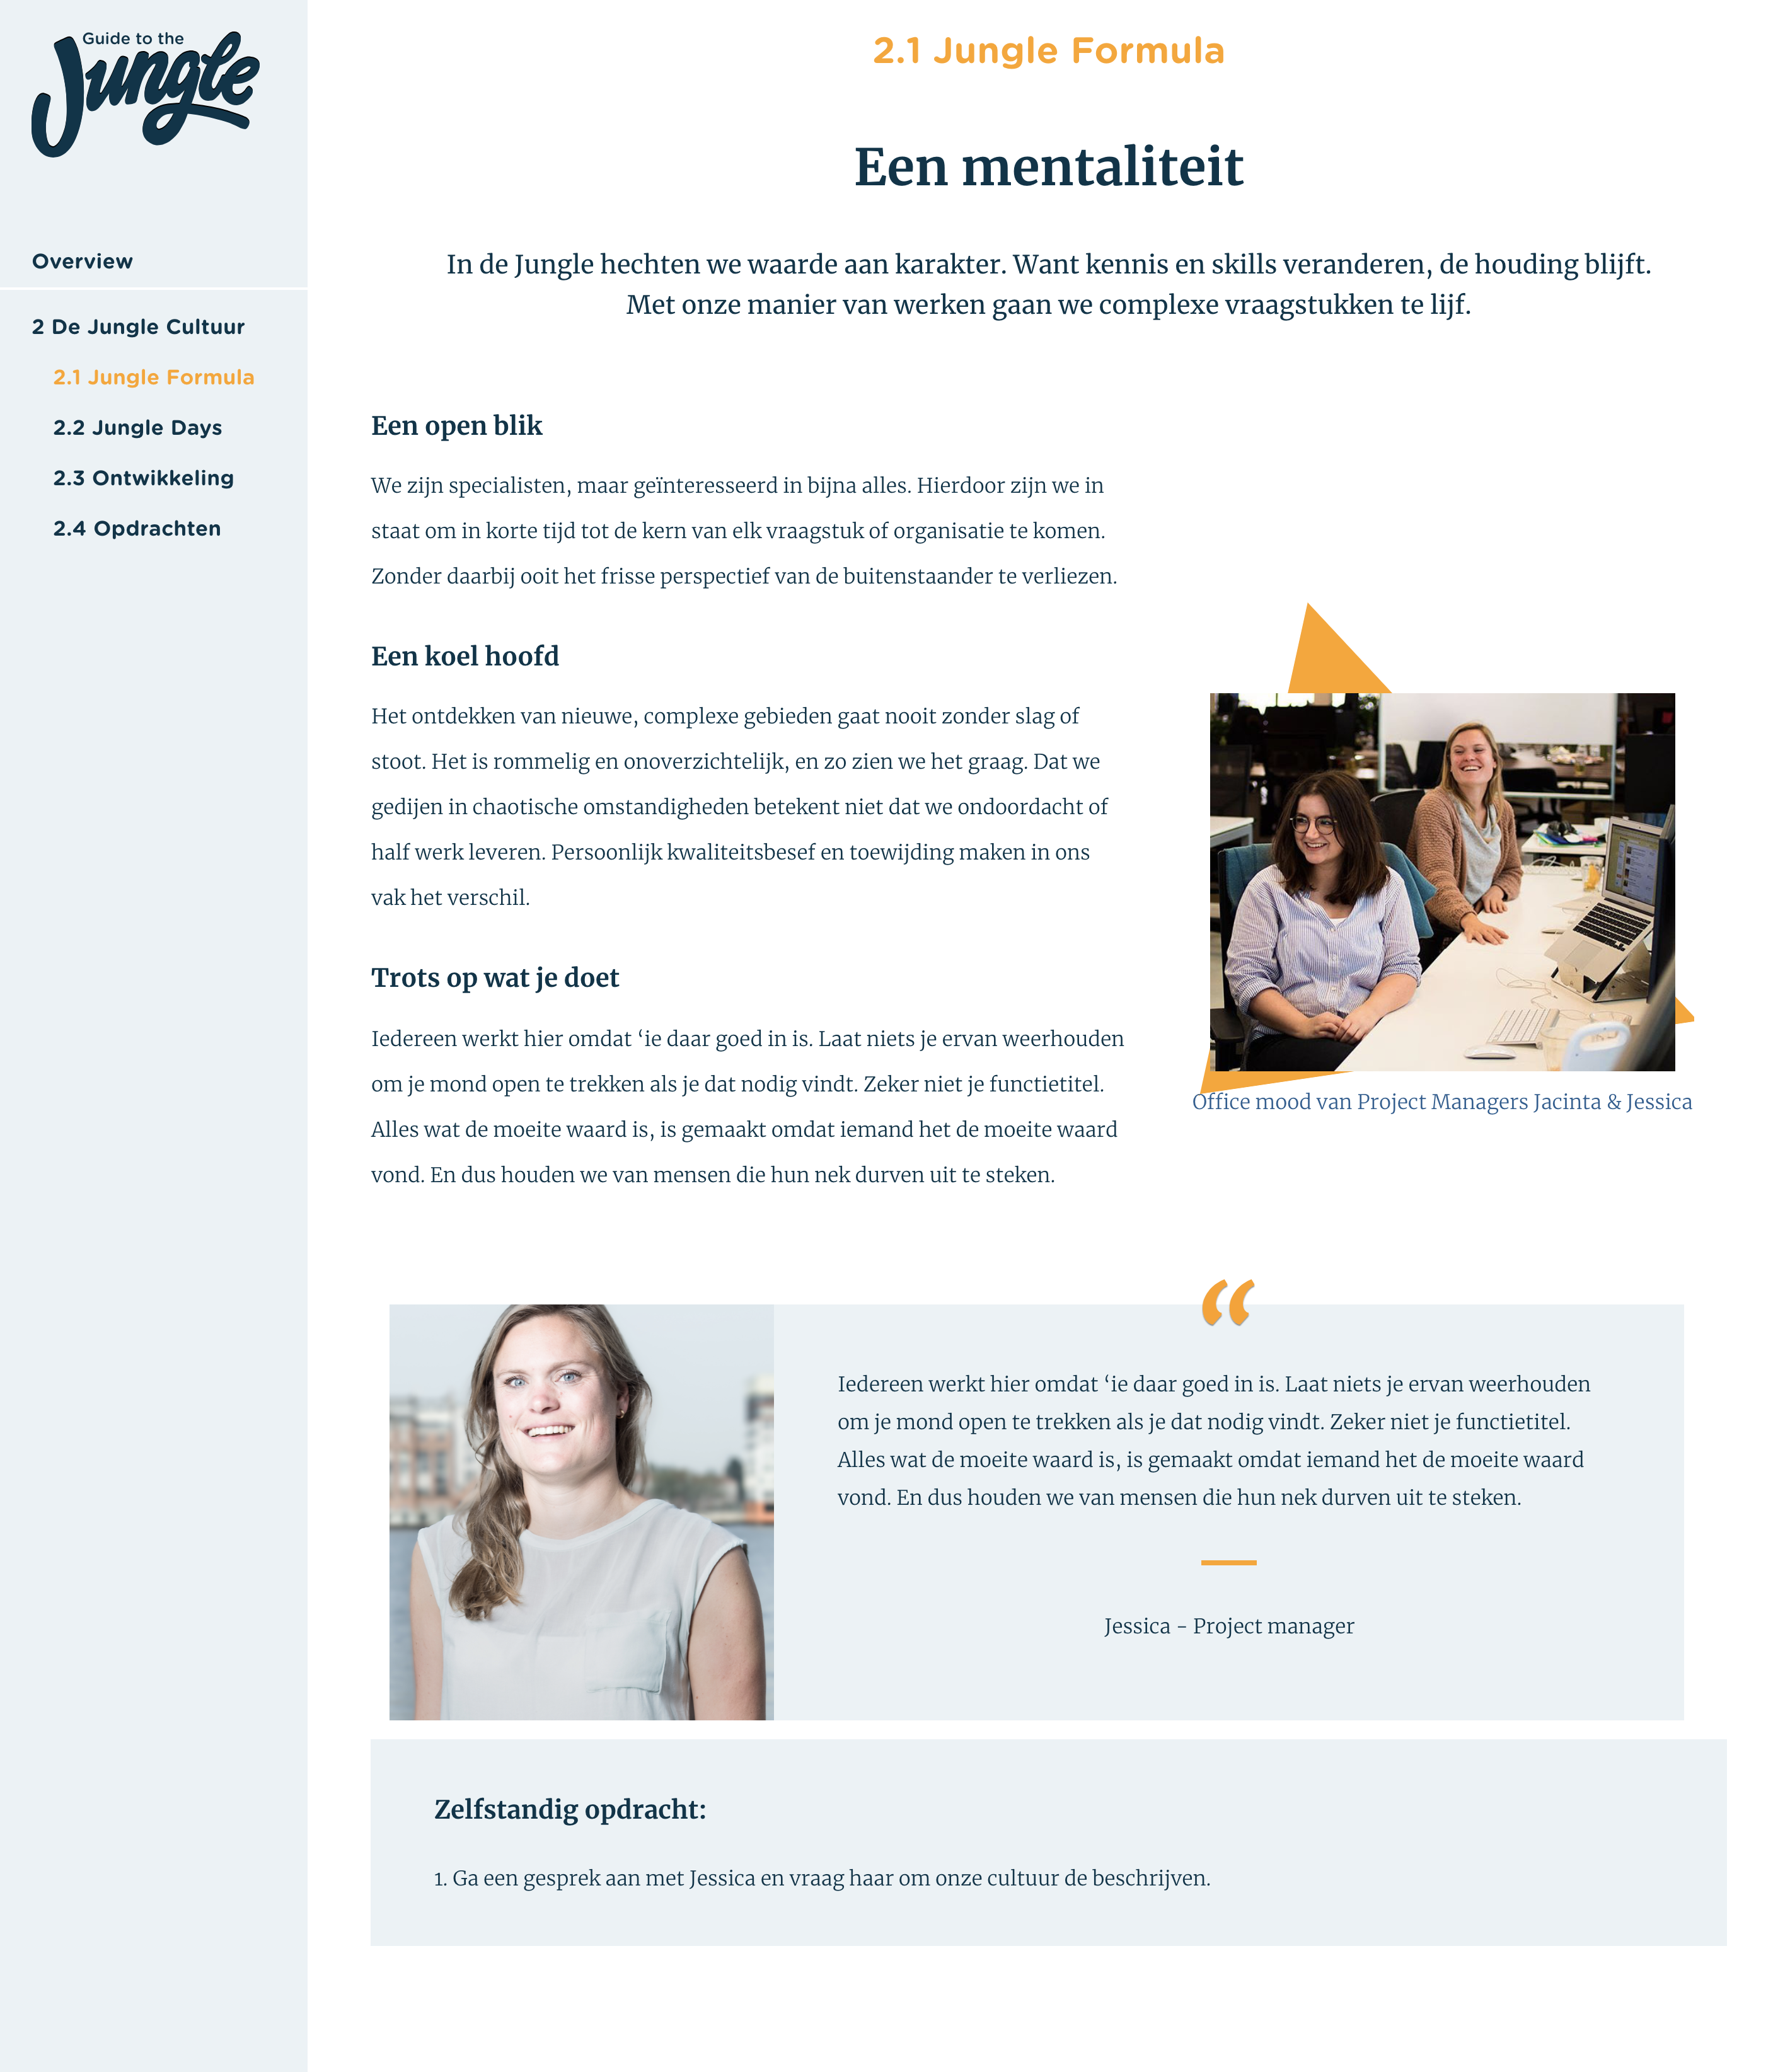 Guide to the
Jungle
Overview
2 De Jungle Cultuur
2.1 Jungle Formula
2.2 Jungle Days
2.3 Ontwikkeling
2.4 Opdrachten
2.1 Jungle Formula
Een mentaliteit
In de Jungle hechten we waarde aan karakter. Want kennis en skills veranderen, de houding blijft.
Met onze manier van werken gaan we complexe vraagstukken te lijf.
Een open blik
We zijn specialisten, maar geïnteresseerd in bijna alles. Hierdoor zijn we in
staat om in korte tijd tot de kern van elk vraagstuk of organisatie te komen.
Zonder daarbij ooit het frisse perspectief van de buitenstaander te verliezen.
Een koel hoofd
Het ontdekken van nieuwe, complexe gebieden gaat nooit zonder slag of
stoot. Het is rommelig en onoverzichtelijk, en zo zien we het graag. Dat we
gedijen in chaotische omstandigheden betekent niet dat we ondoordacht of
half werk leveren. Persoonlijk kwaliteitsbesef en toewijding maken in ons
vak het verschil.
Trots op wat je doet
Iedereen werkt hier omdat ‘ie daar goed in is. Laat niets je ervan weerhouden
om je mond open te trekken als je dat nodig vindt. Zeker niet je functietitel.
Alles wat de moeite waard is, is gemaakt omdat iemand het de moeite waard
vond. En dus houden we van mensen die hun nek durven uit te steken.
Office mood van Project Managers Jacinta & Jessica
“
Iedereen werkt hier omdat ‘ie daar goed in is. Laat niets je ervan weerhouden
om je mond open te trekken als je dat nodig vindt. Zeker niet je functietitel.
Alles wat de moeite waard is, is gemaakt omdat iemand het de moeite waard
vond. En dus houden we van mensen die hun nek durven uit te steken.
Jessica - Project manager
Zelfstandig opdracht:
1. Ga een gesprek aan met Jessica en vraag haar om onze cultuur de beschrijven.